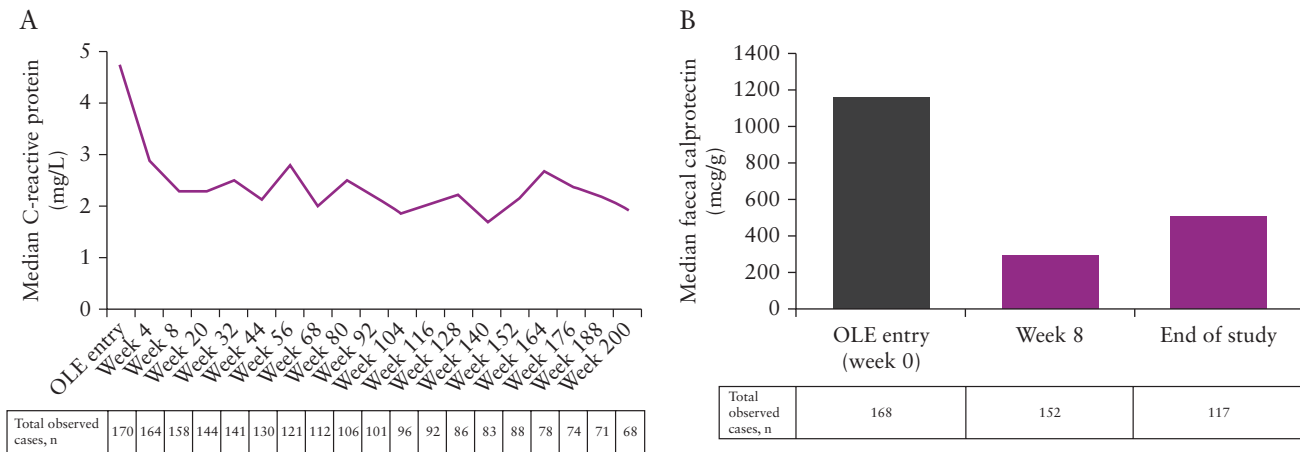 A
Median C-reactive protein
(mg/L)
5
4
3
2
1
0
OLE entry
Week 4
Week 8
Week 20
Week 32
Week 44
Week 56
Week 68
Week 80
Week 92
Week 104
Week 116
Week 128
Week 140
Week 152
Week 164
Week 176
Week 188
Week 200
Total observed
cases, n
170 164 158 144 141 130 121 112 106 101 96 92 86 83 88 78 74 71 68
B
Median faecal calprotectin
(mcg/g)
1400
1200
1000
800
600
400
200
0
OLE entry
(week 0)
Week 8
End of study
Total
observed
cases, n
168 152 117